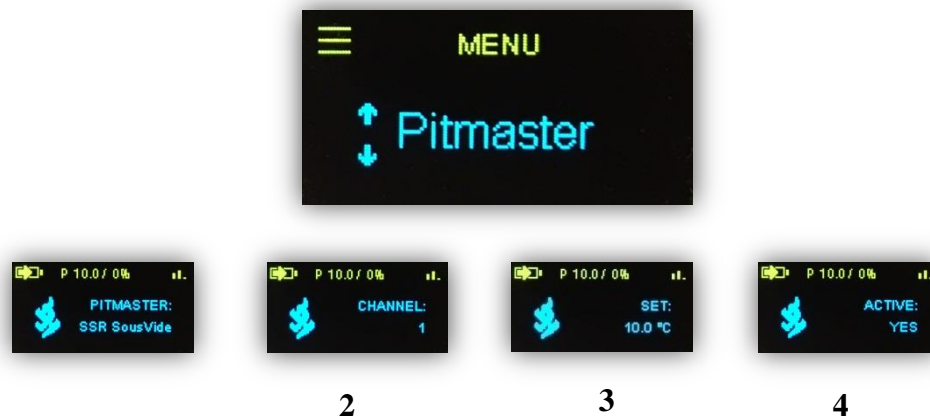 MENU
Pitmaster
P 10.0 / 0%
PITMASTER:
SSR SousVide
P 10.0 / 0%
CHANNEL:
1
P 10.0 / 0%
SET:
10.0 °C
P 10.0 / 0%
ACTIVE:
YES
2
3
4